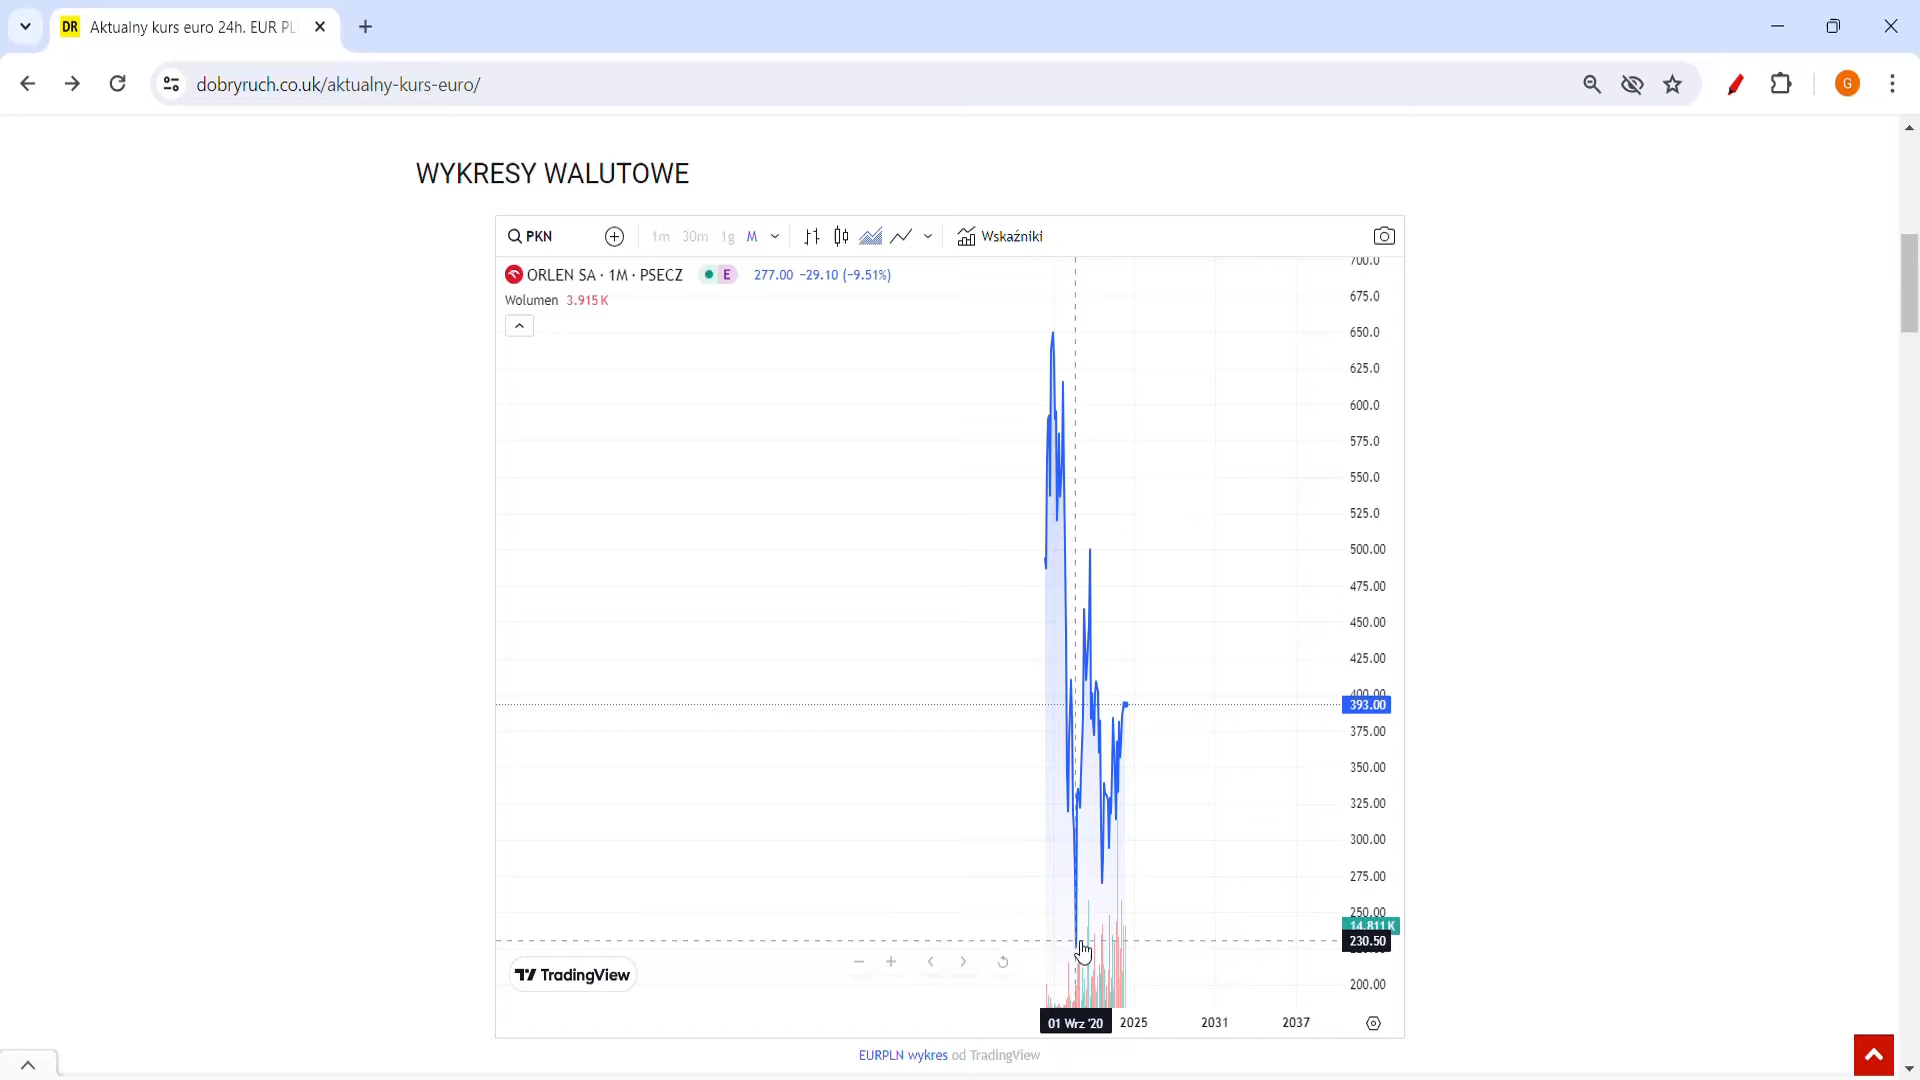 DR Aktualny kurs euro 24h. EUR PL
dobryruch.co.uk/aktualny-kurs-euro/
G
WYKRESY WALUTOWE
PKN 1m 30m 1g M Wskaźniki
ORLEN SA · 1M · PSECZ E 277.00 −29.10 (−9.51%)
Wolumen 3.915 K
700.0
675.0
650.0
625.0
600.0
575.0
550.0
525.0
500.00
475.00
450.00
425.00
400.00
393.00
375.00
350.00
325.00
300.00
275.00
250.00
14.811K
230.50
200.00
TradingView
01 Wrz '20 2025 2031 2037
EURPLN wykres od TradingView